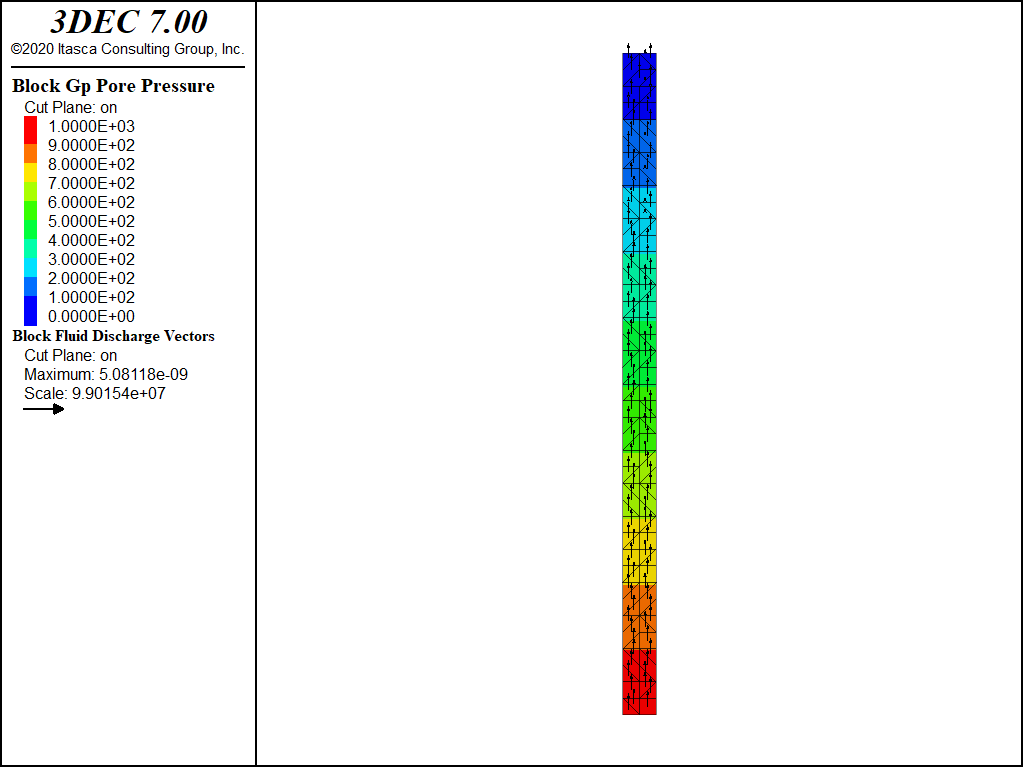 3DEC 7.00
©2020 Itasca Consulting Group, Inc.
Block Gp Pore Pressure
Cut Plane: on
1.0000E+03
9.0000E+02
8.0000E+02
7.0000E+02
6.0000E+02
5.0000E+02
4.0000E+02
3.0000E+02
2.0000E+02
1.0000E+02
0.0000E+00
Block Fluid Discharge Vectors
Cut Plane: on
Maximum: 5.08118e-09
Scale: 9.90154e+07